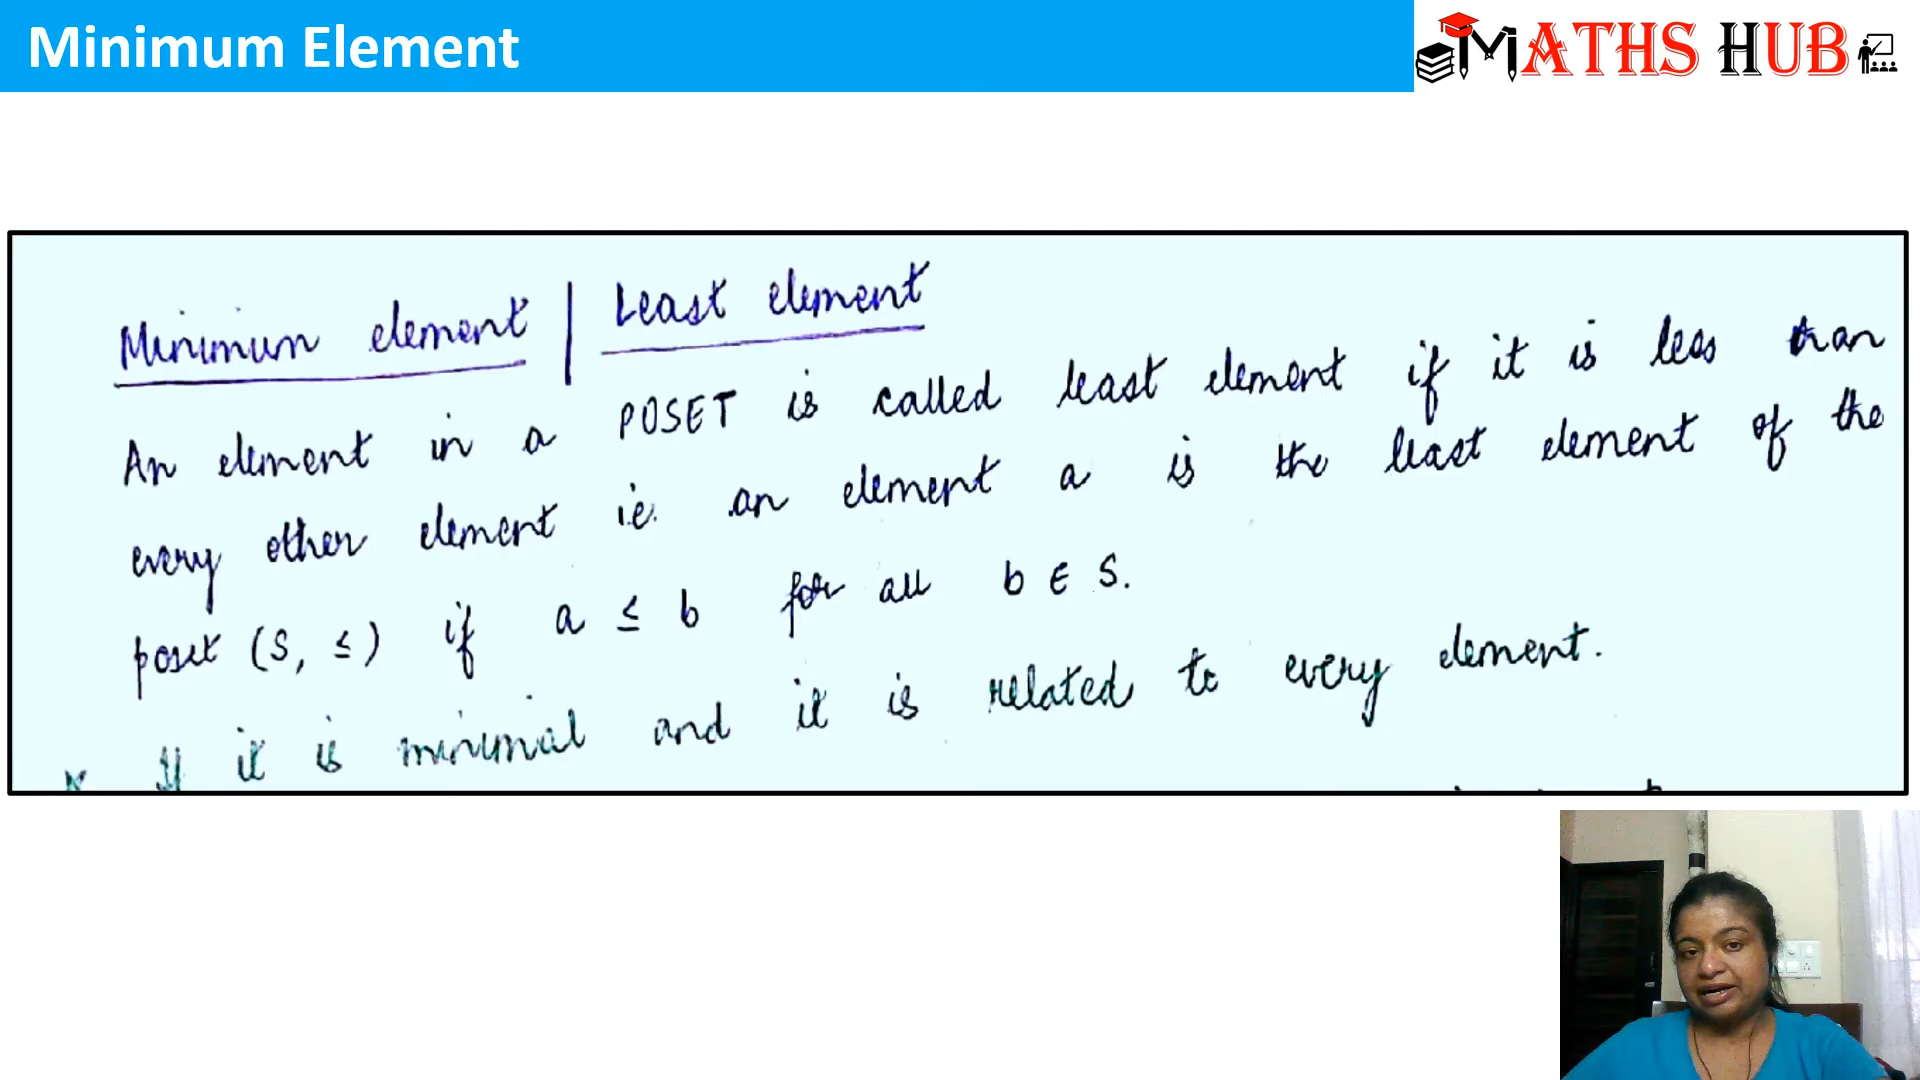 Minimum Element
MATHS HUB
Minimum element | Least element
An element in a POSET is called least element if it is less than
every other element i.e. an element a is the least element of the
poset (S, ≤) if a ≤ b for all b ∈ S.
* If it is minimal and it is related to every element.